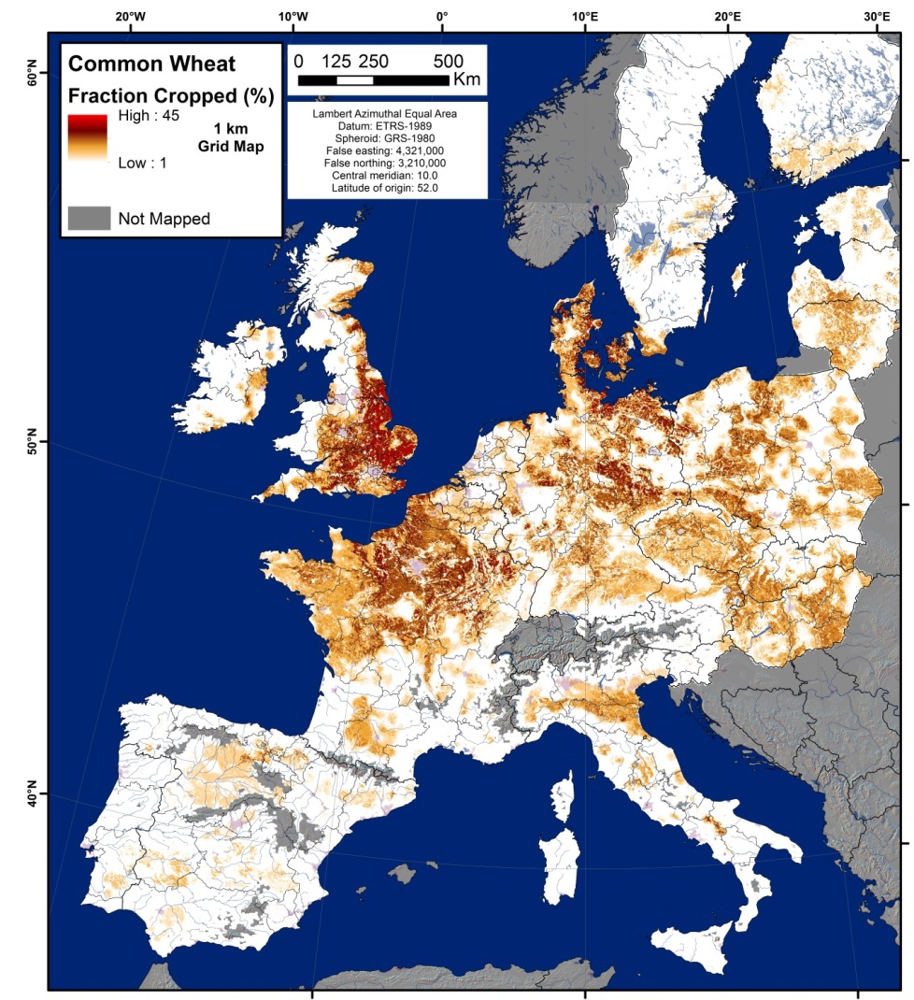 20°W 10°W 0° 10°E 20°E 30°E
60°N
50°N
40°N
Common Wheat
Fraction Cropped (%)
High : 45
1 km
Grid Map
Low : 1
Not Mapped
0 125 250 500
Km
Lambert Azimuthal Equal Area
Datum: ETRS-1989
Spheroid: GRS-1980
False easting: 4,321,000
False northing: 3,210,000
Central meridian: 10.0
Latitude of origin: 52.0